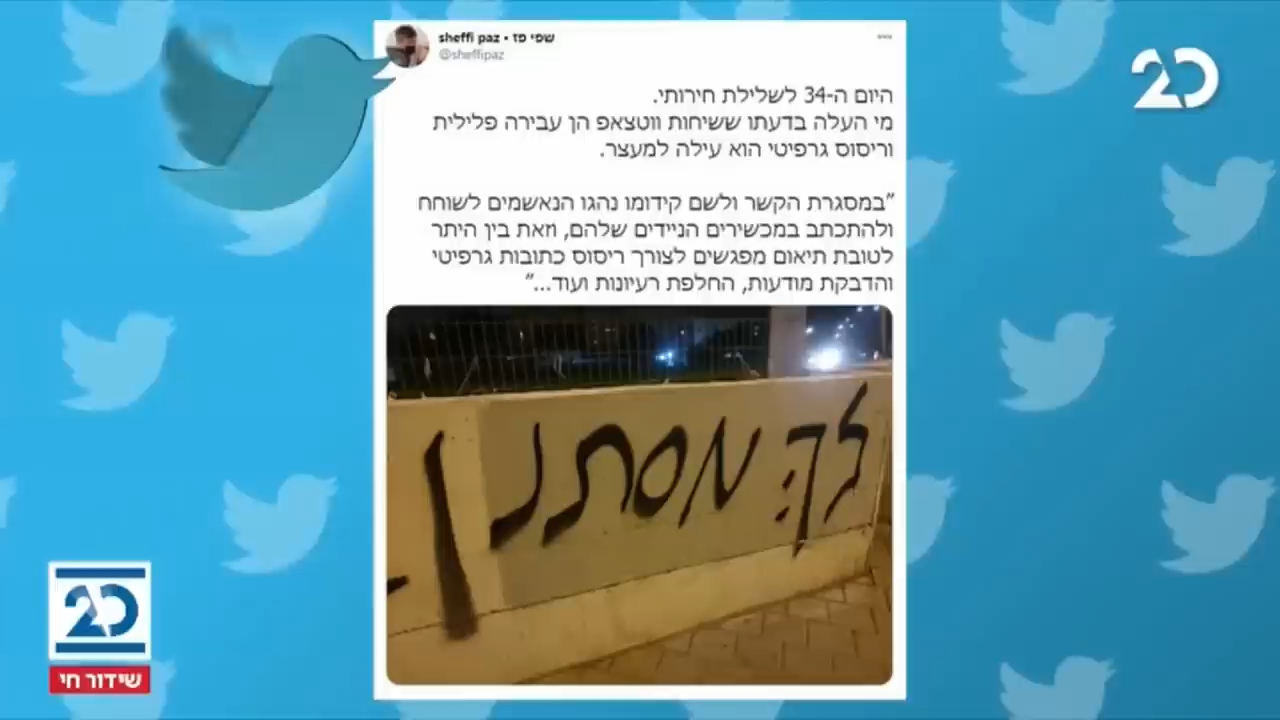 sheffi paz • שפי פז
@sheffipaz
20
היום ה-34 לשלילת חירותי.
מי העלה בדעתו ששיחות ווטצאפ הן עבירה פלילית
וריסוס גרפיטי הוא עילה למעצר.
"במסגרת הקשר ולשם קידומו נהגו הנאשמים לשוחח
ולהתכתב במכשירים הניידים שלהם, וזאת בין היתר
לטובת תיאום מפגשים לצורך ריסוס כתובות גרפיטי
והדבקת מודעות, החלפת רעיונות ועוד..."
לך מסתנן
20
שידור חי